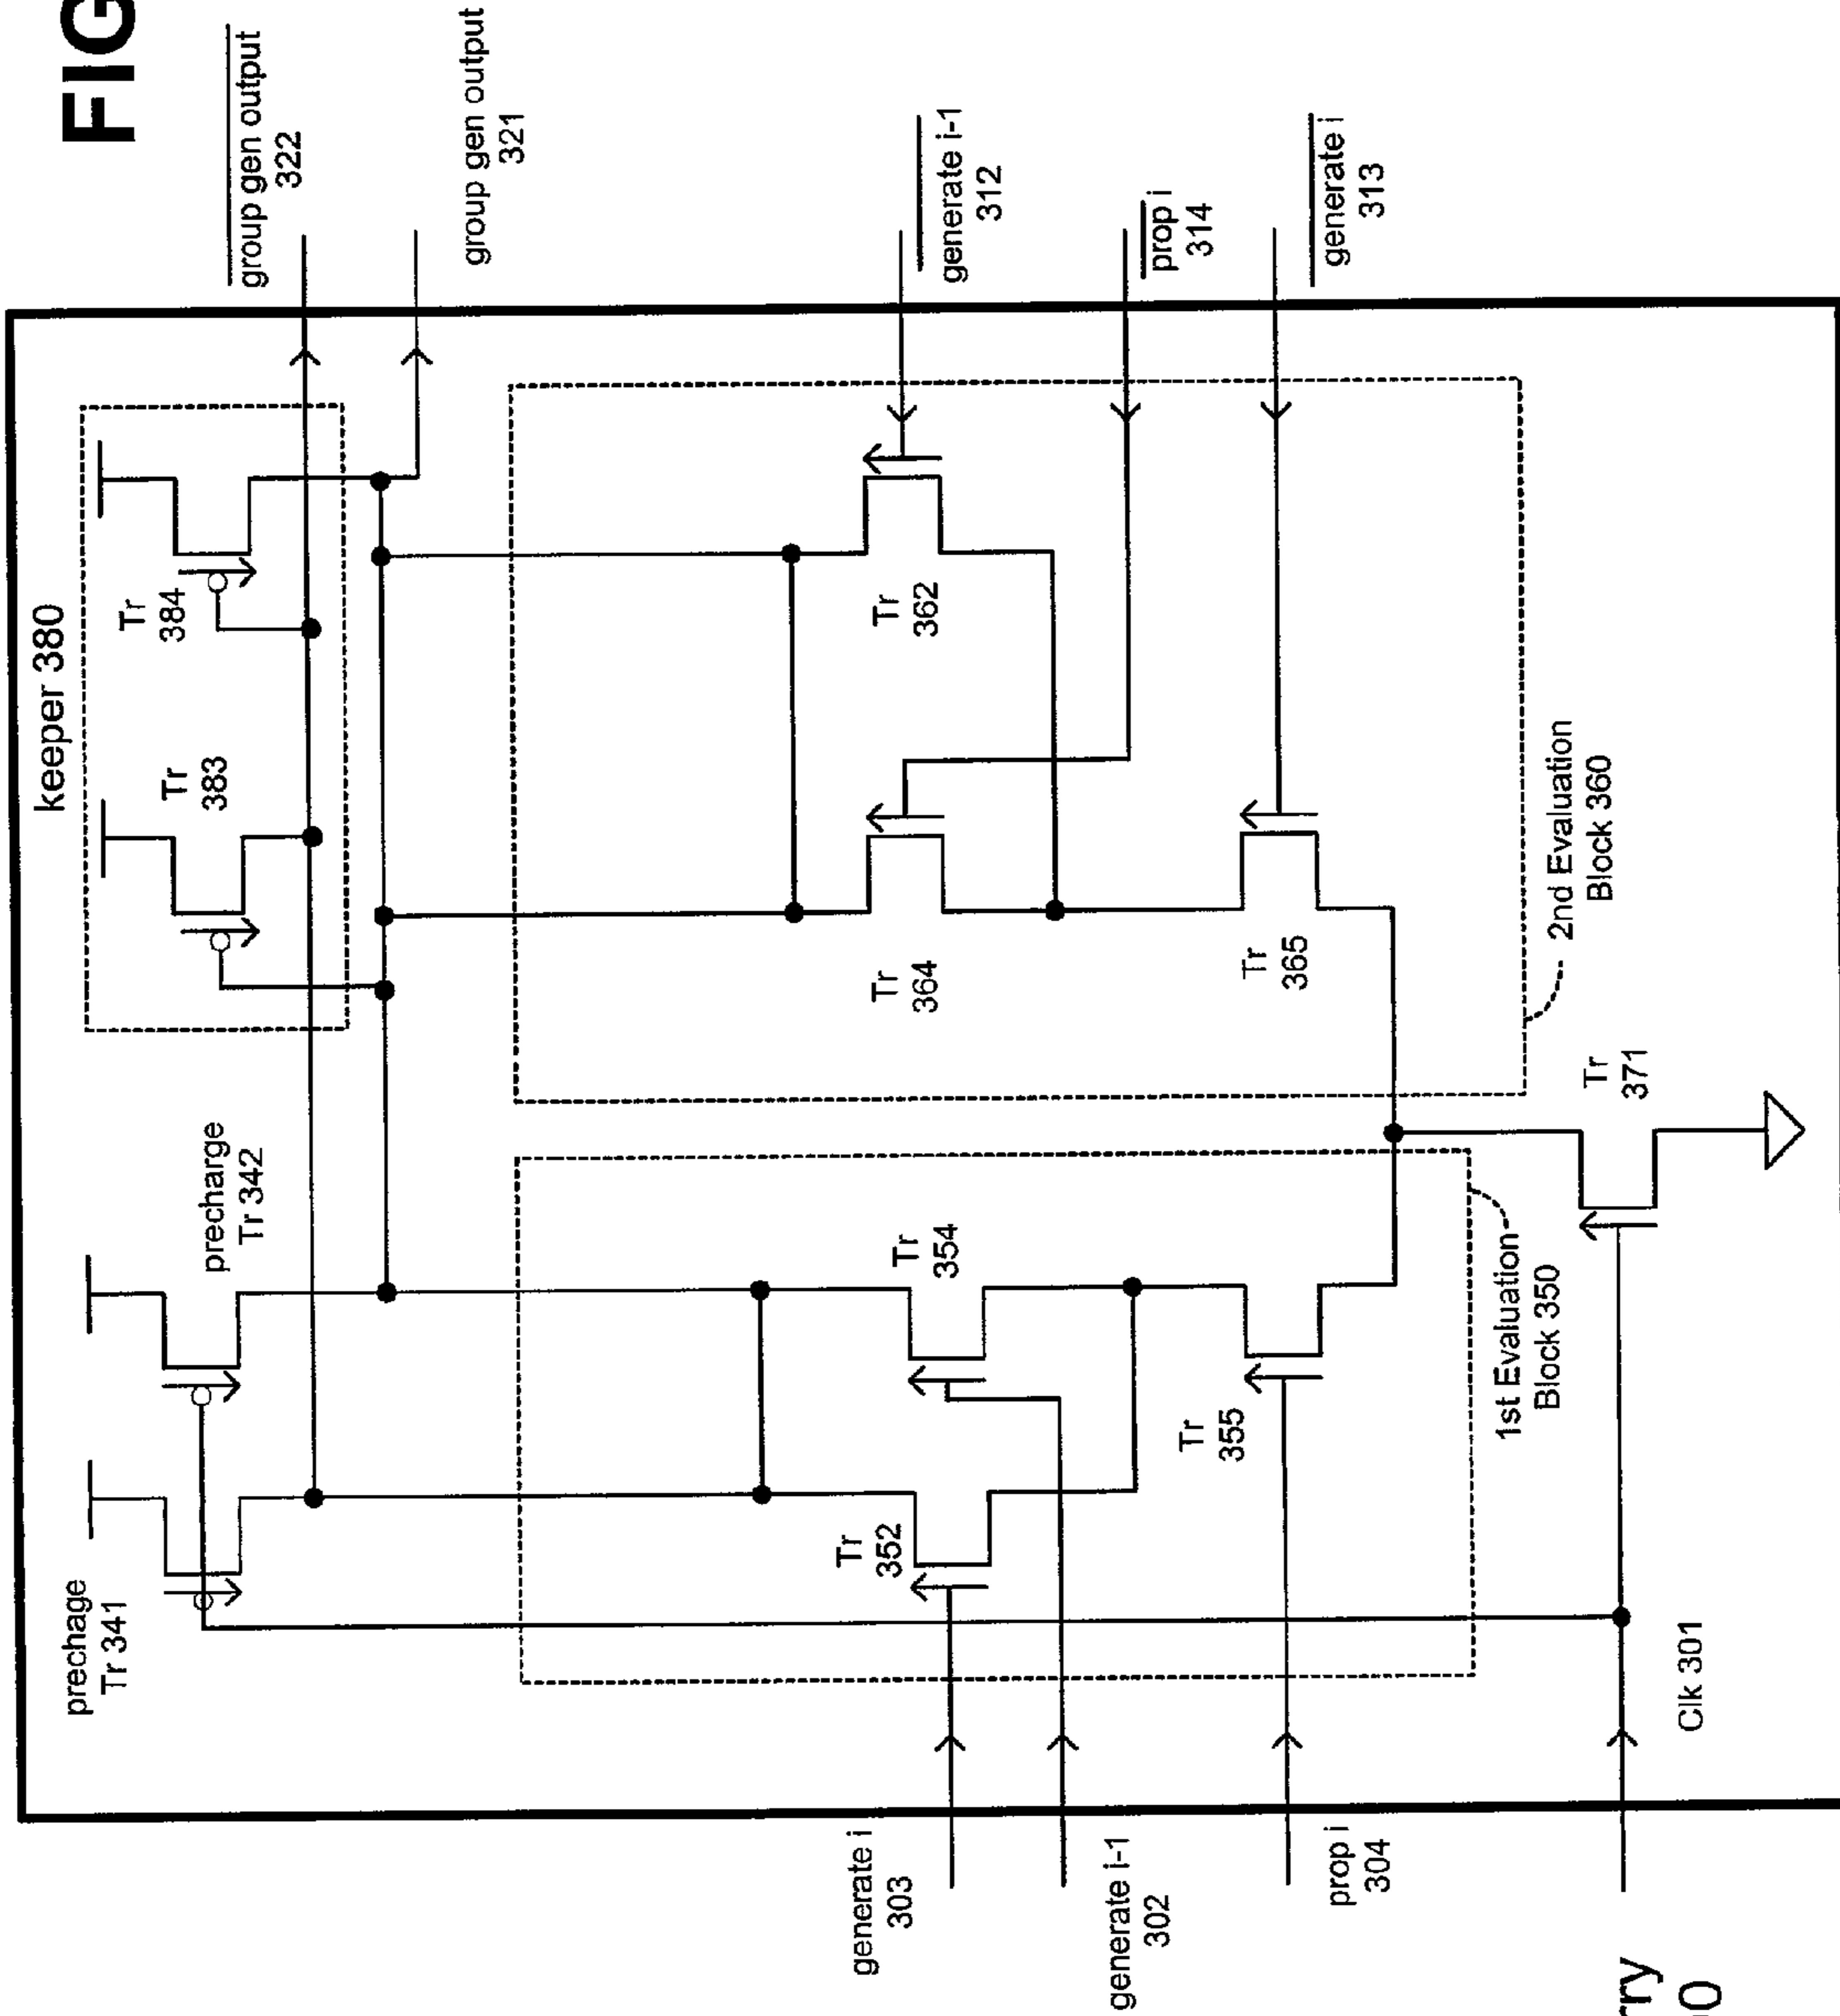 FIG
keeper 380
group gen output
322
group gen output
321
Tr
384
Tr
383
prechage
Tr 341
precharge
Tr 342
generate i-1
312
prop i
314
generate i
313
Tr
362
Tr
364
Tr
365
2nd Evaluation
Block 360
Tr
352
Tr
354
Tr
355
1st Evaluation
Block 350
Tr
371
generate i
303
generate i-1
302
prop i
304
Clk 301
rry
0